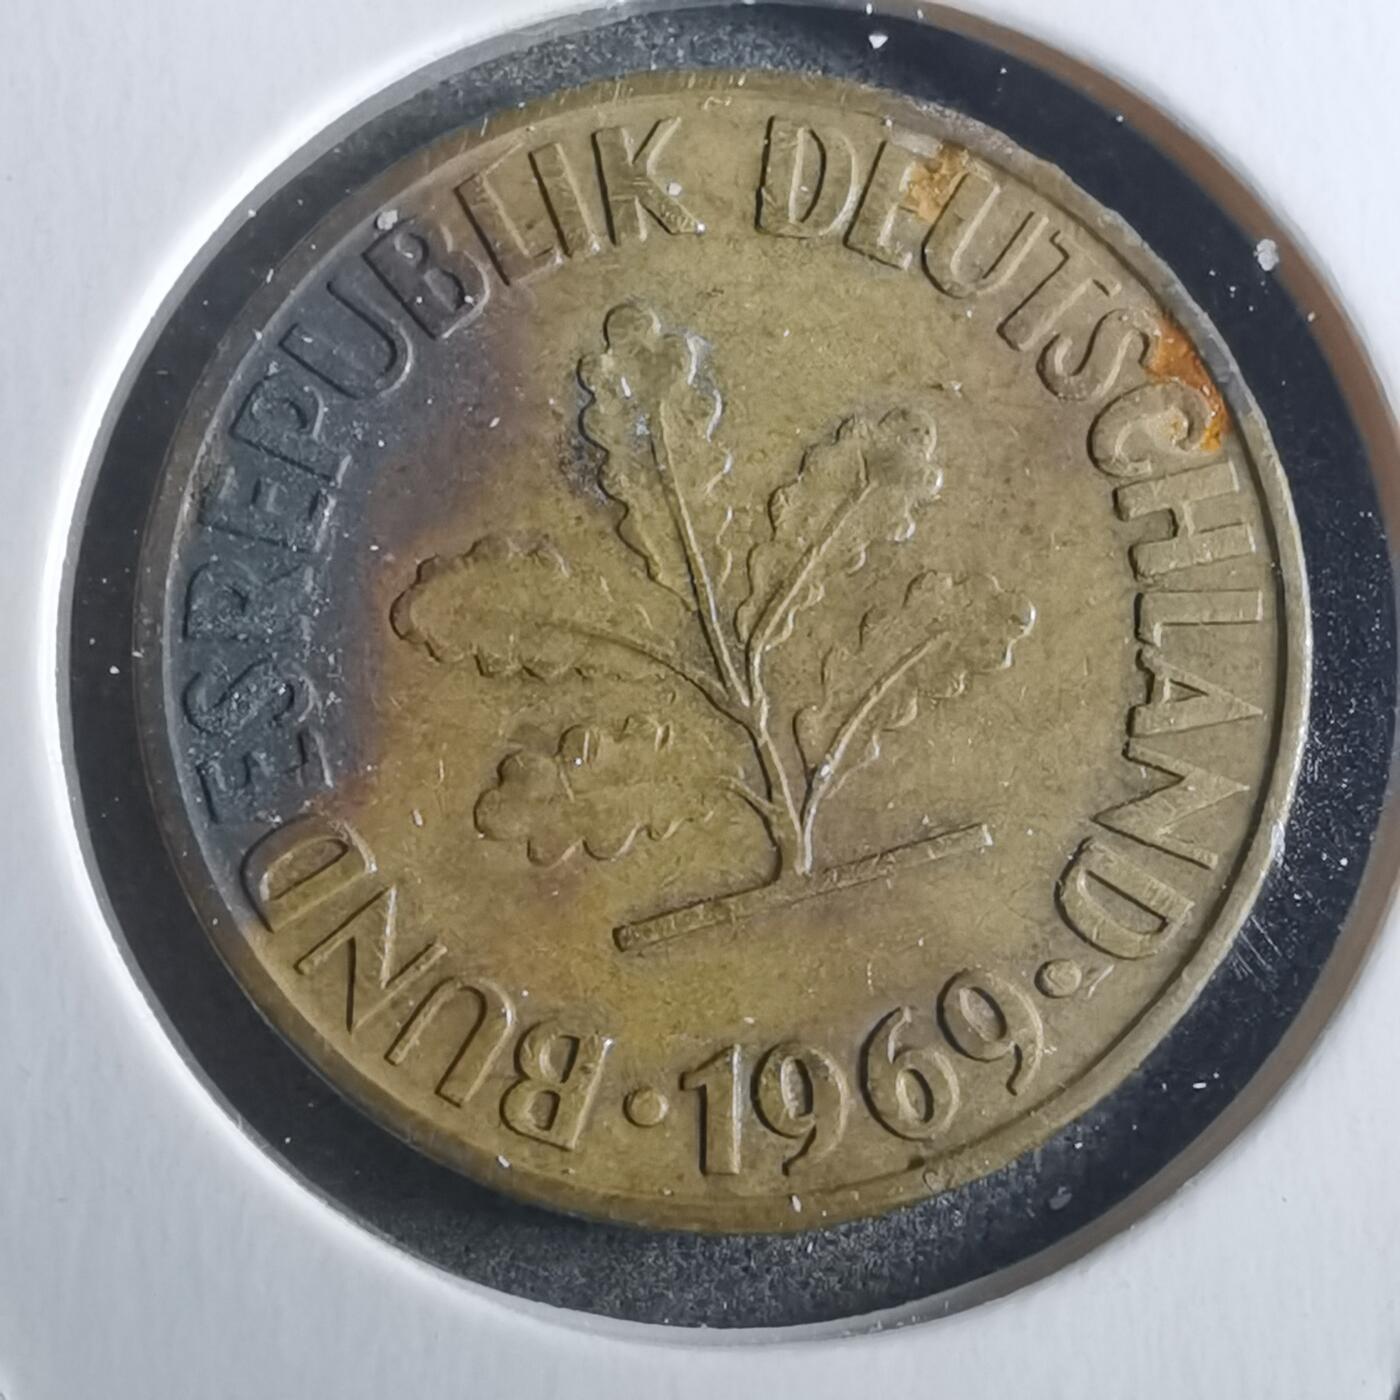 BUNDESREPUBLIK DEUTSCHLAND
· 1969 ·